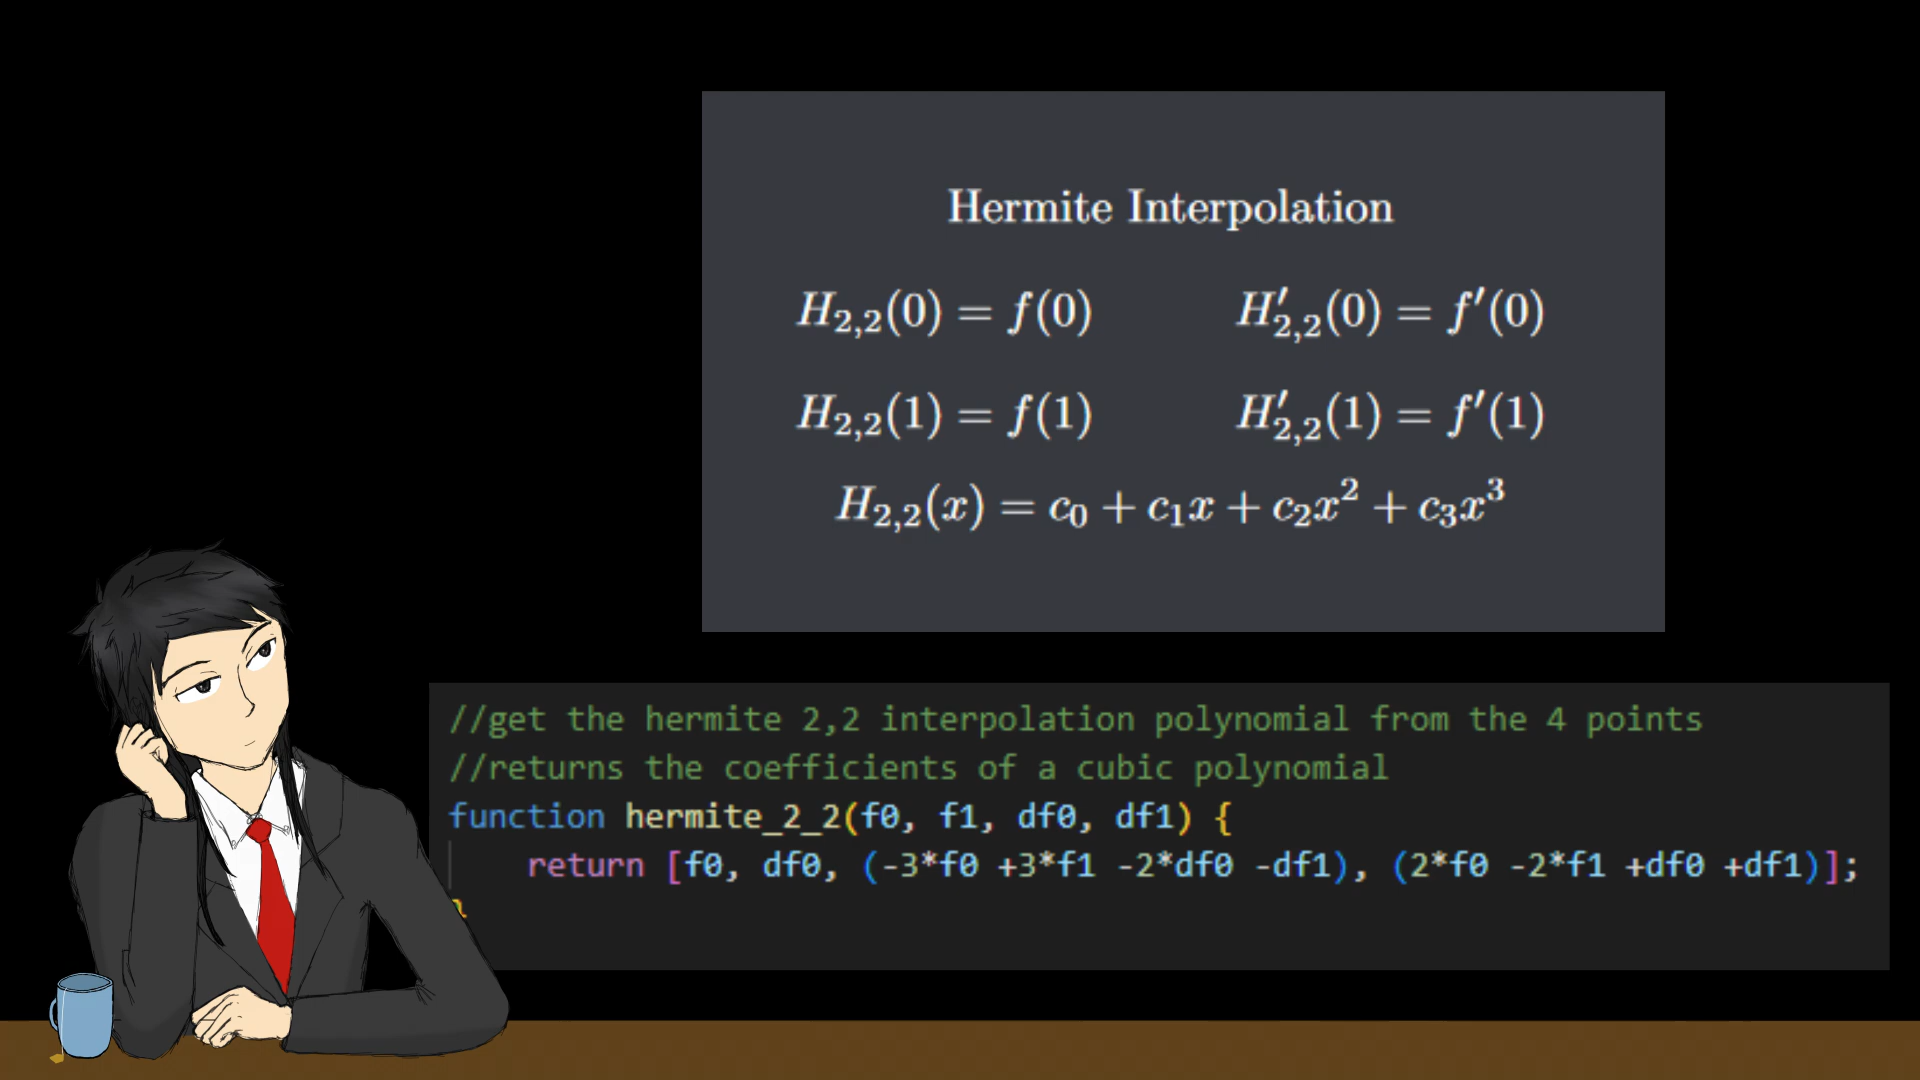 Hermite Interpolation
H₂,₂(0) = f(0) H′₂,₂(0) = f′(0)
H₂,₂(1) = f(1) H′₂,₂(1) = f′(1)
H₂,₂(x) = c₀ + c₁x + c₂x² + c₃x³
//get the hermite 2,2 interpolation polynomial from the 4 points
//returns the coefficients of a cubic polynomial
function hermite_2_2(f0, f1, df0, df1) {
return [f0, df0, (-3*f0 +3*f1 -2*df0 -df1), (2*f0 -2*f1 +df0 +df1)];
}